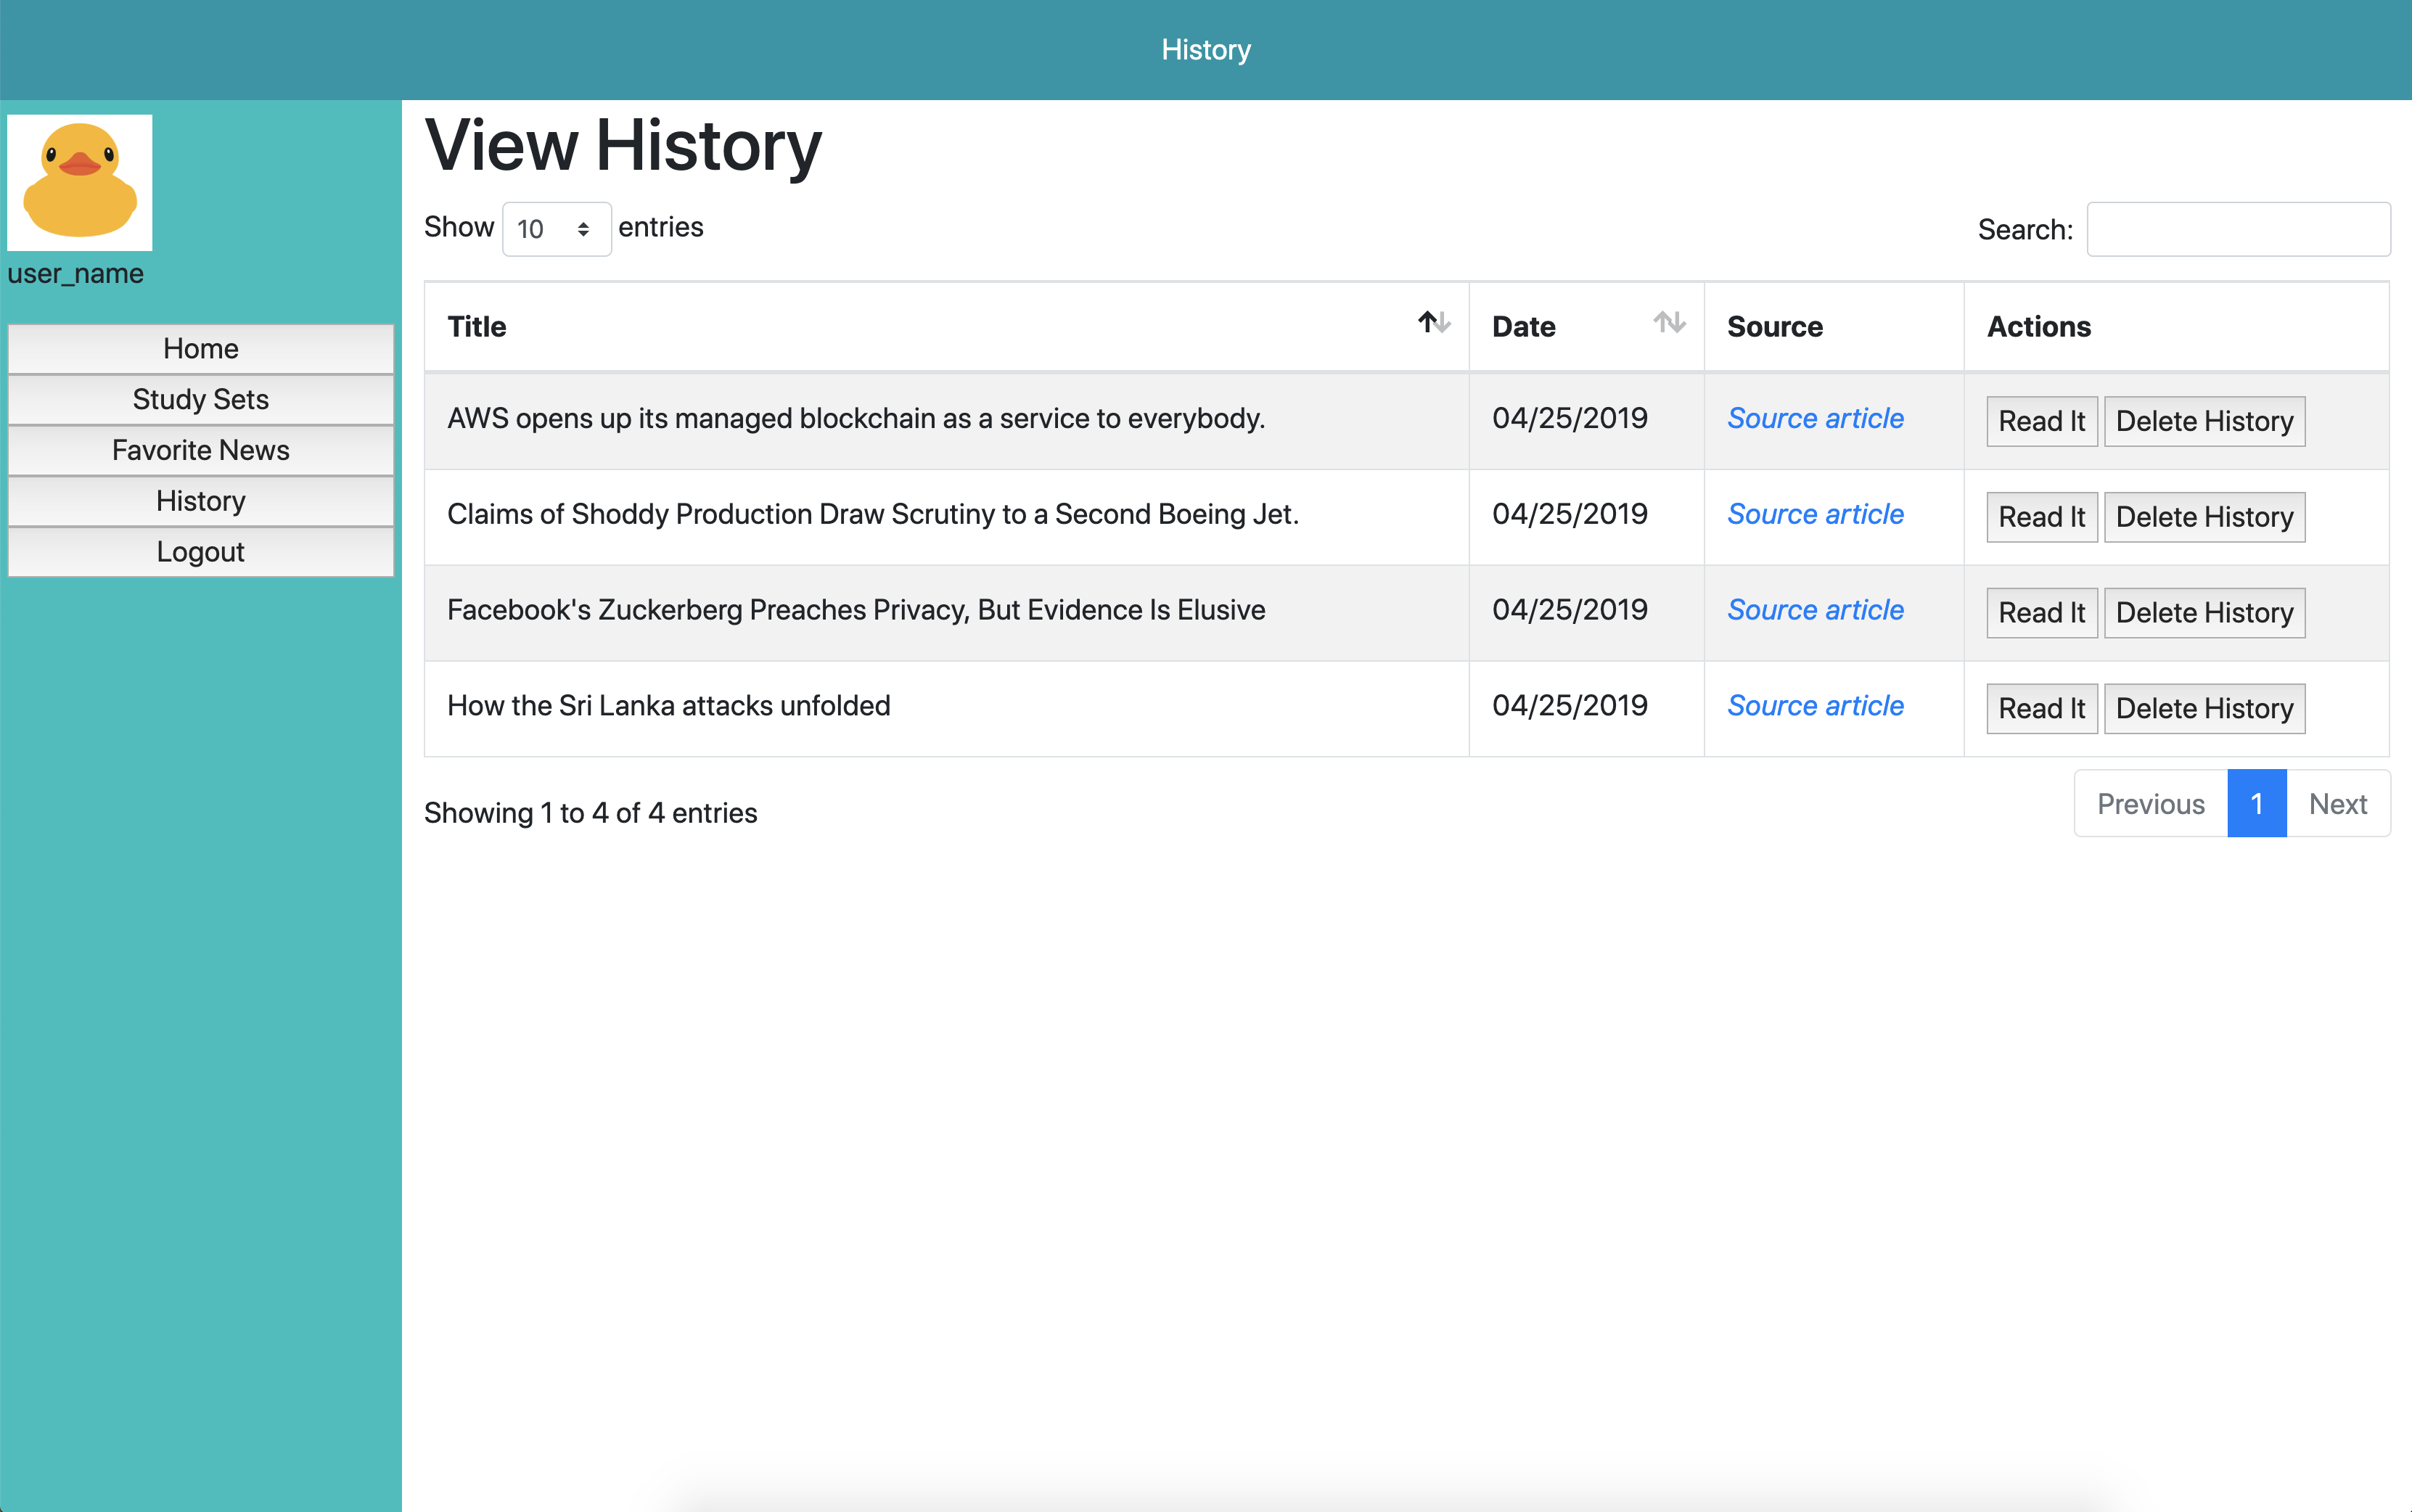 History
user_name
Home
Study Sets
Favorite News
History
Logout
View History
Show 10 entries
Search:
Title Date Source Actions
AWS opens up its managed blockchain as a service to everybody. 04/25/2019 Source article Read It Delete History
Claims of Shoddy Production Draw Scrutiny to a Second Boeing Jet. 04/25/2019 Source article Read It Delete History
Facebook's Zuckerberg Preaches Privacy, But Evidence Is Elusive 04/25/2019 Source article Read It Delete History
How the Sri Lanka attacks unfolded 04/25/2019 Source article Read It Delete History
Showing 1 to 4 of 4 entries
Previous 1 Next